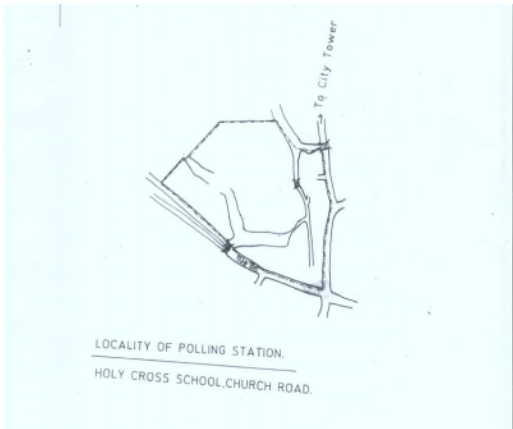 → To City Tower
LOCALITY OF POLLING STATION.
HOLY CROSS SCHOOL,CHURCH ROAD.